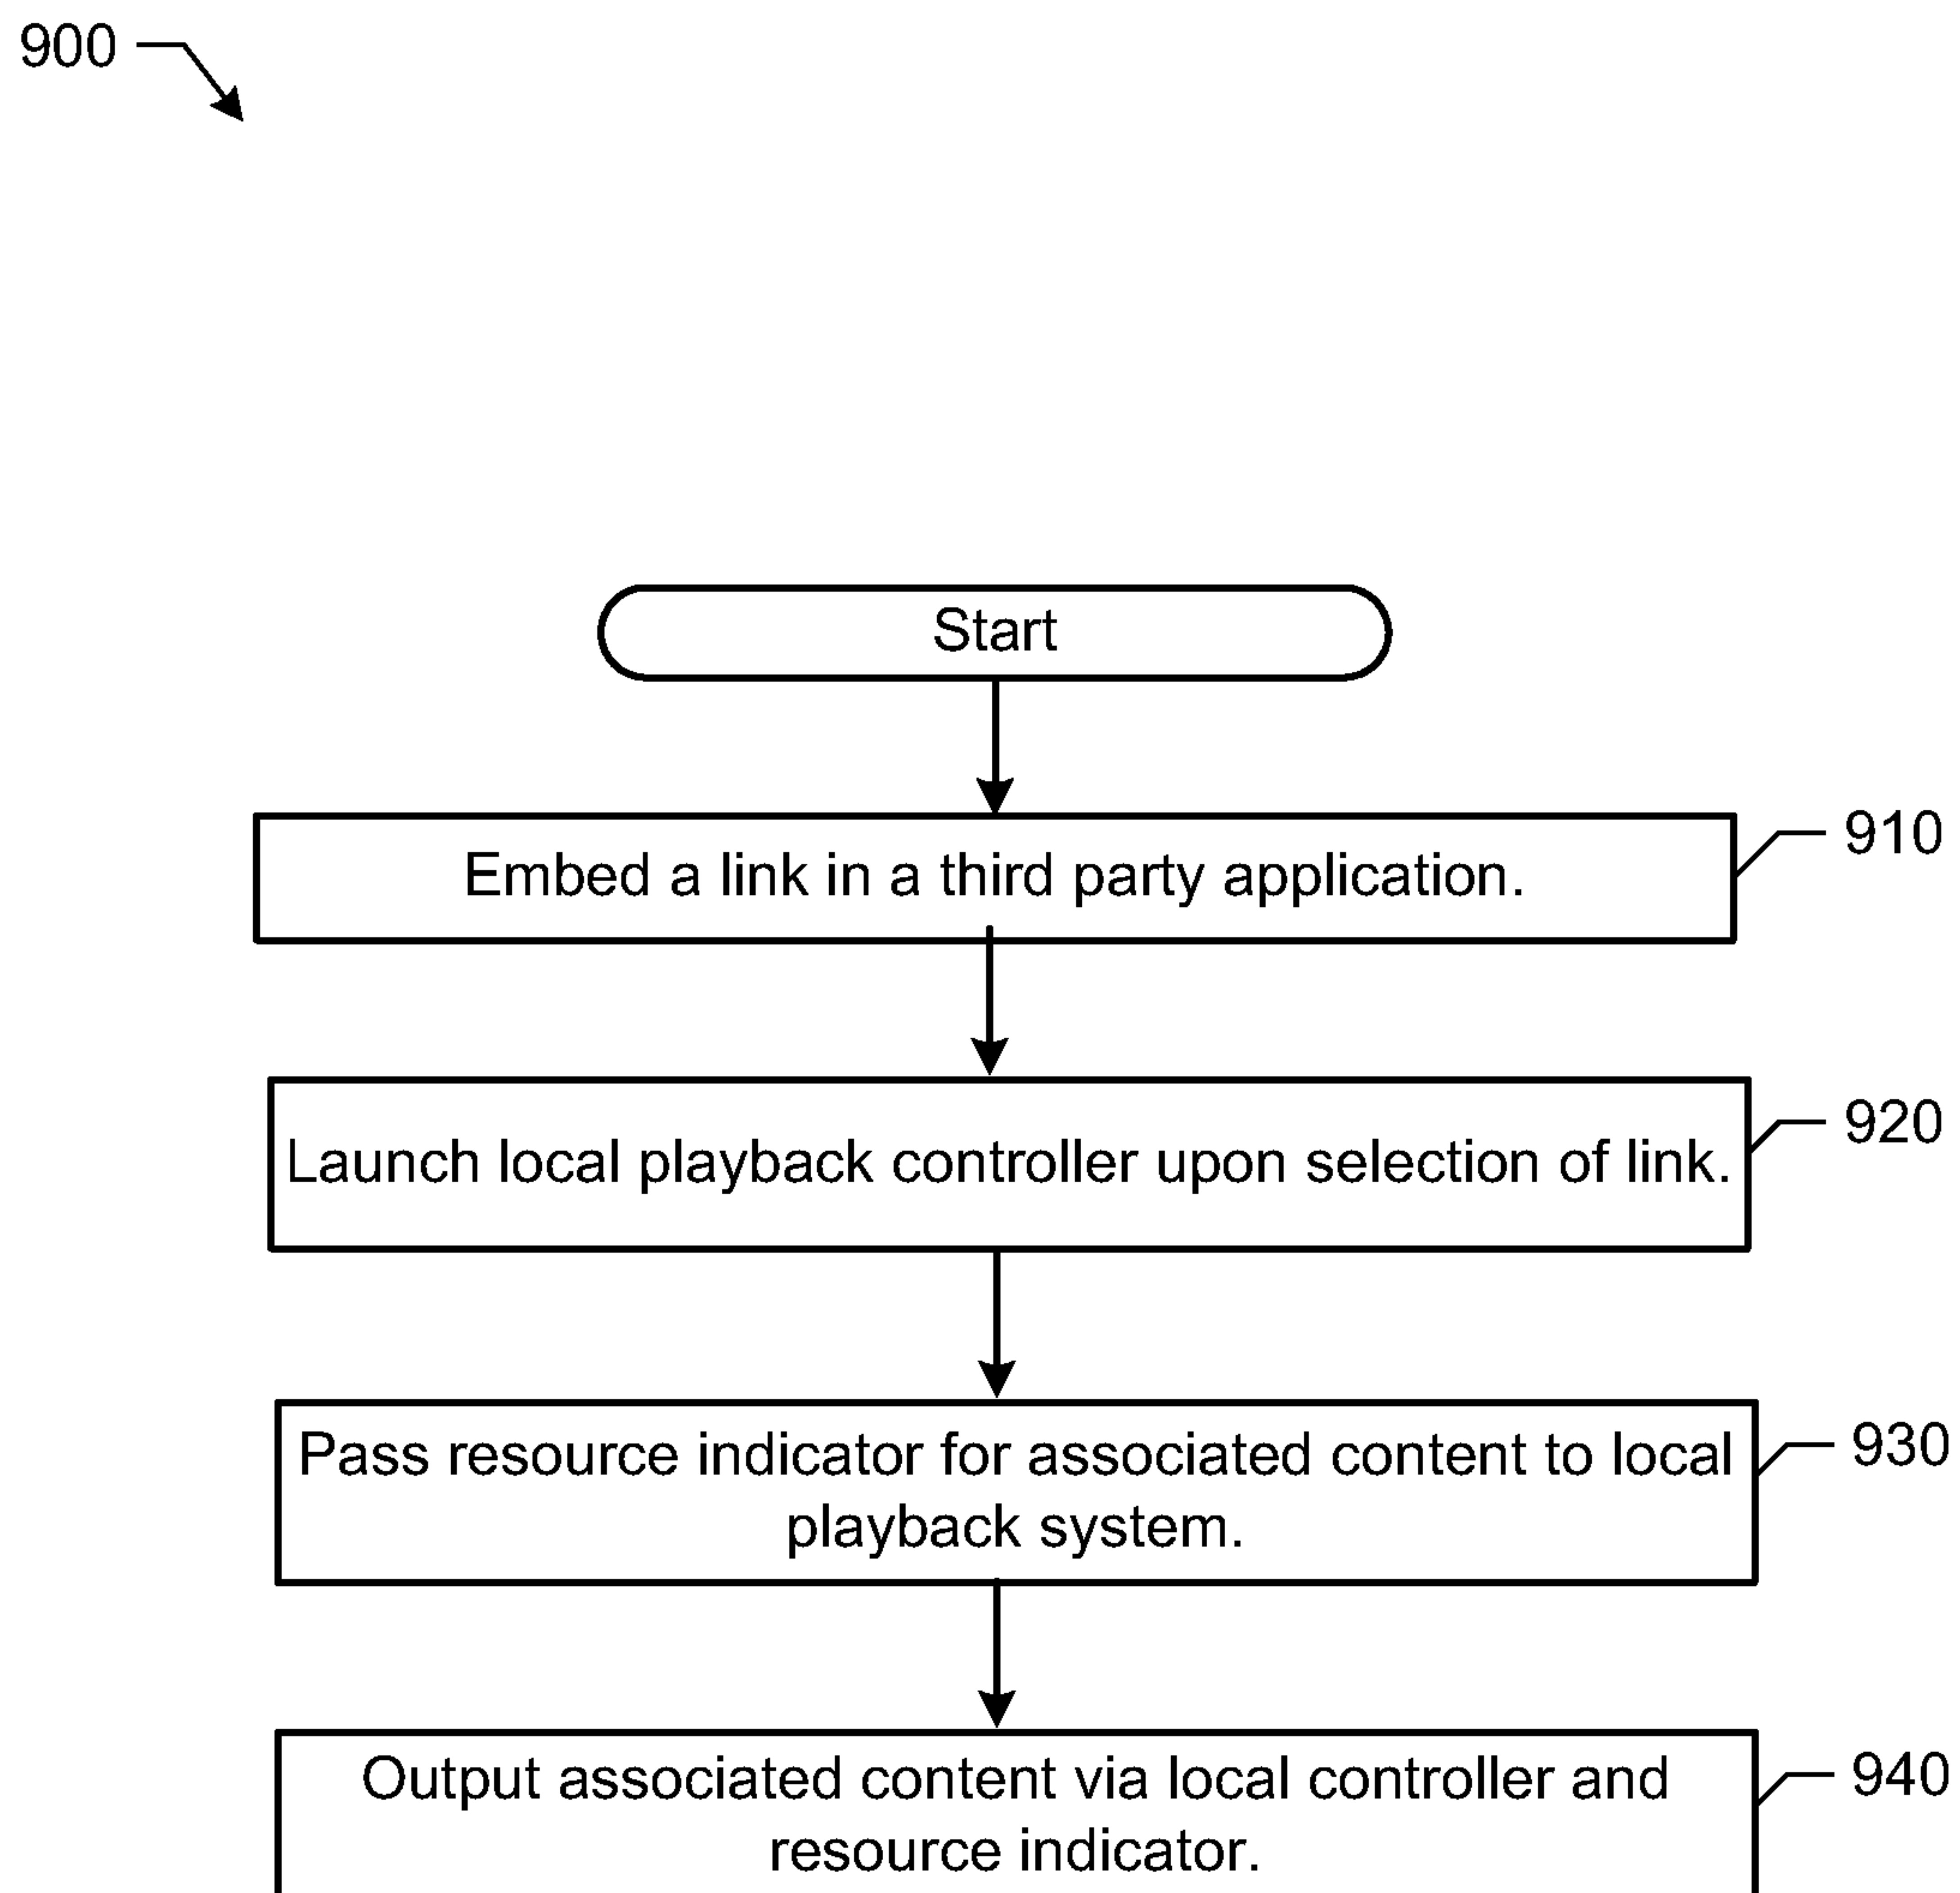 900
Start
Embed a link in a third party application.
910
Launch local playback controller upon selection of link.
920
Pass resource indicator for associated content to local
playback system.
930
Output associated content via local controller and
resource indicator.
940